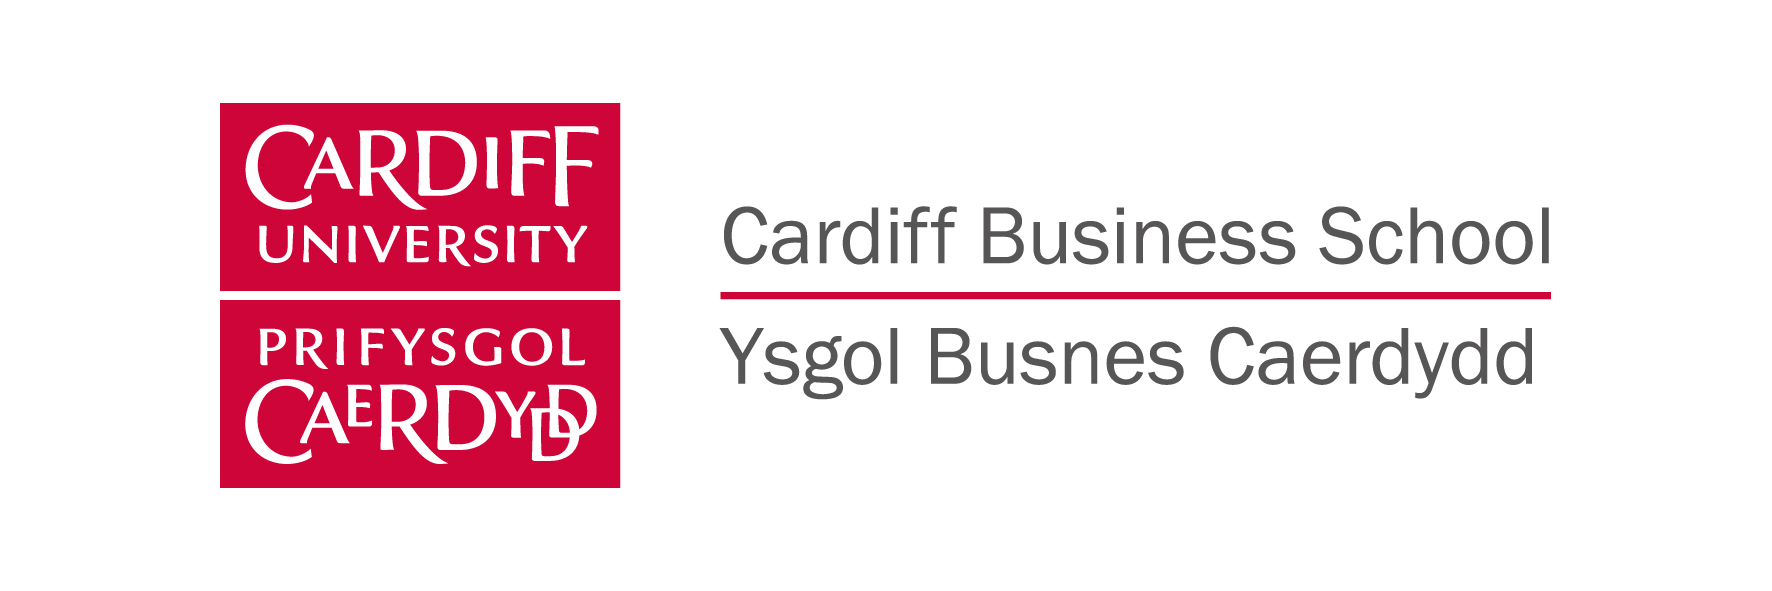 CARDIFF
UNIVERSITY
PRIFYSGOL
CAERDYDD
Cardiff Business School
Ysgol Busnes Caerdydd